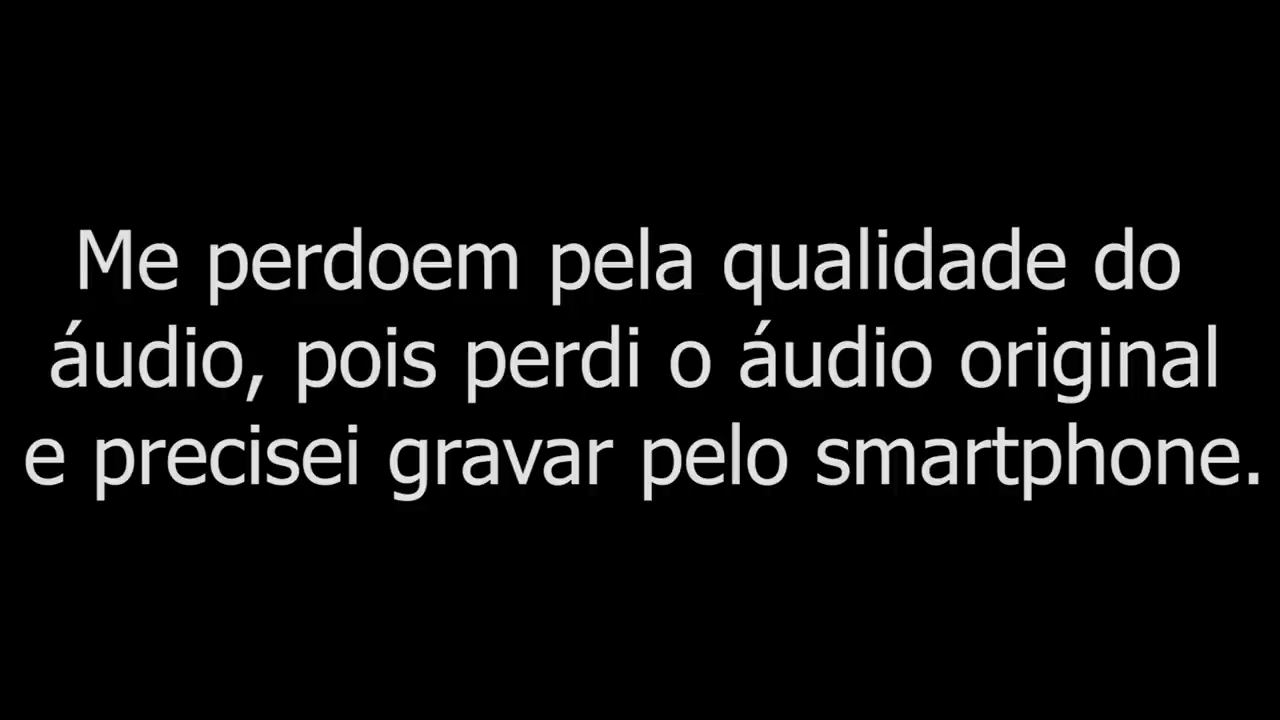 Me perdoem pela qualidade do
áudio, pois perdi o áudio original
e precisei gravar pelo smartphone.